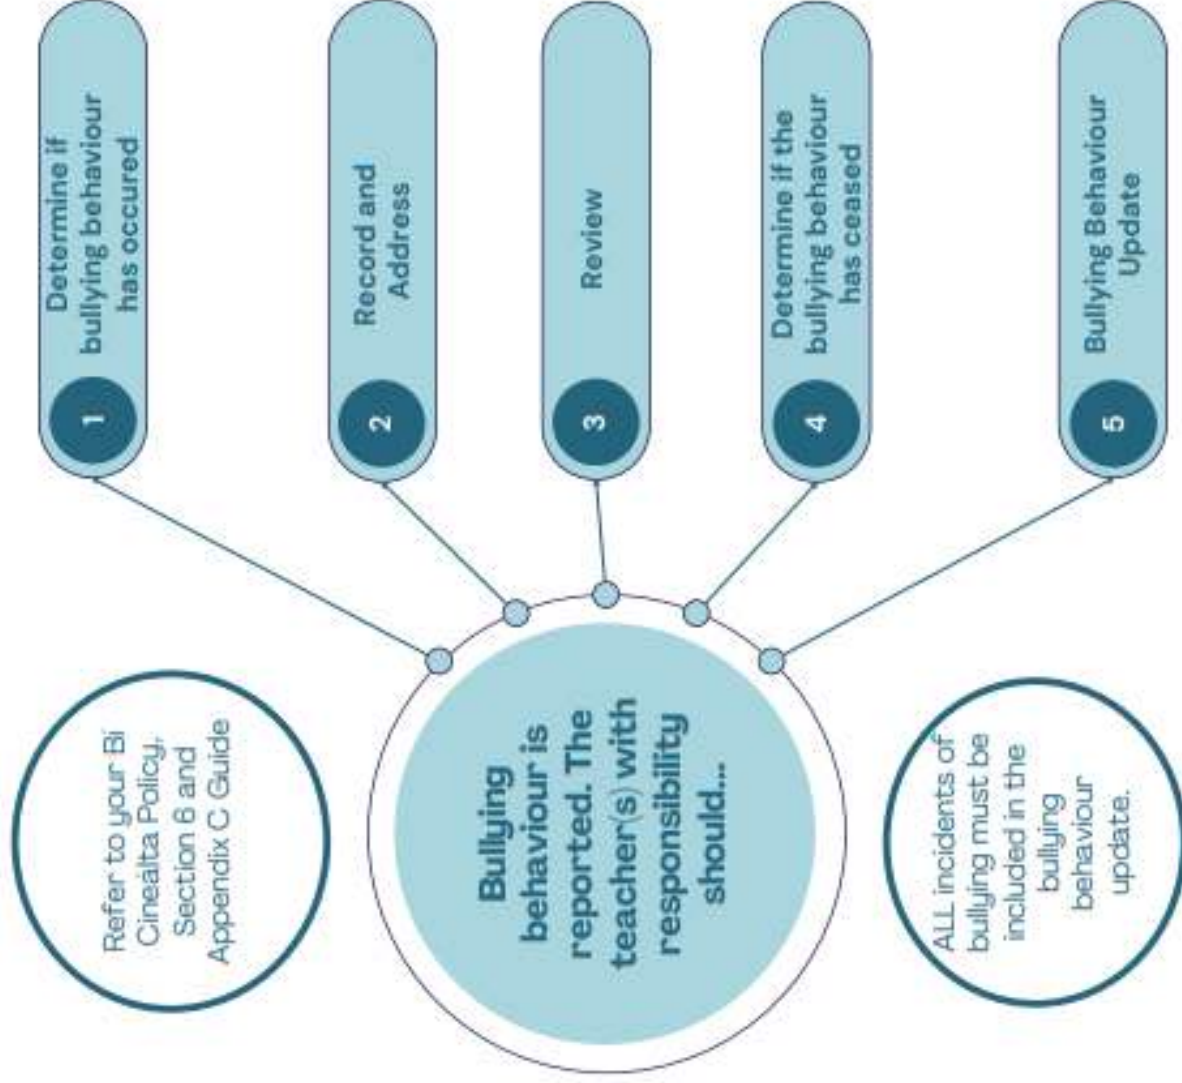 Refer to your Bí
Cineálta Policy,
Section 6 and
Appendix C Guide
Bullying
behaviour is
reported. The
teacher(s) with
responsibility
should...
ALL incidents of
bullying must be
included in the
bullying
behaviour
update.
1
Determine if
bullying behaviour
has occured
2
Record and
Address
3
Review
4
Determine if the
bullying behaviour
has ceased
5
Bullying Behaviour
Update